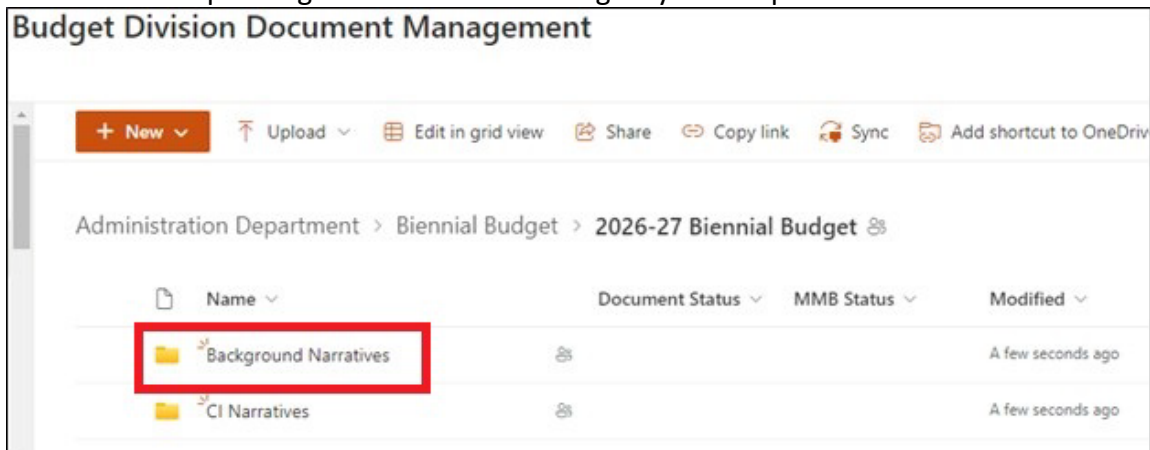 Budget Division Document Management
+ New Upload Edit in grid view Share Copy link Sync Add shortcut to OneDriv
Administration Department > Biennial Budget > 2026-27 Biennial Budget
Name Document Status MMB Status Modified
Background Narratives A few seconds ago
CI Narratives A few seconds ago